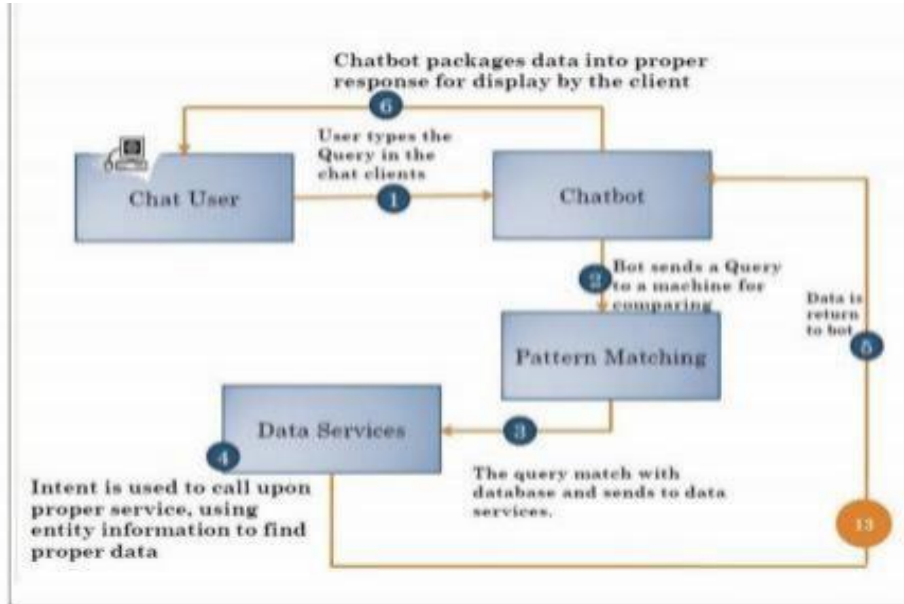 Chatbot packages data into proper
response for display by the client
6
User types the
Query in the
chat clients
Chat User
1
Chatbot
2
Bot sends a Query
to a machine for
comparing
Data is
return
to bot
5
Pattern Matching
Data Services
3
4
The query match with
database and sends to data
services.
Intent is used to call upon
proper service, using
entity information to find
proper data
13